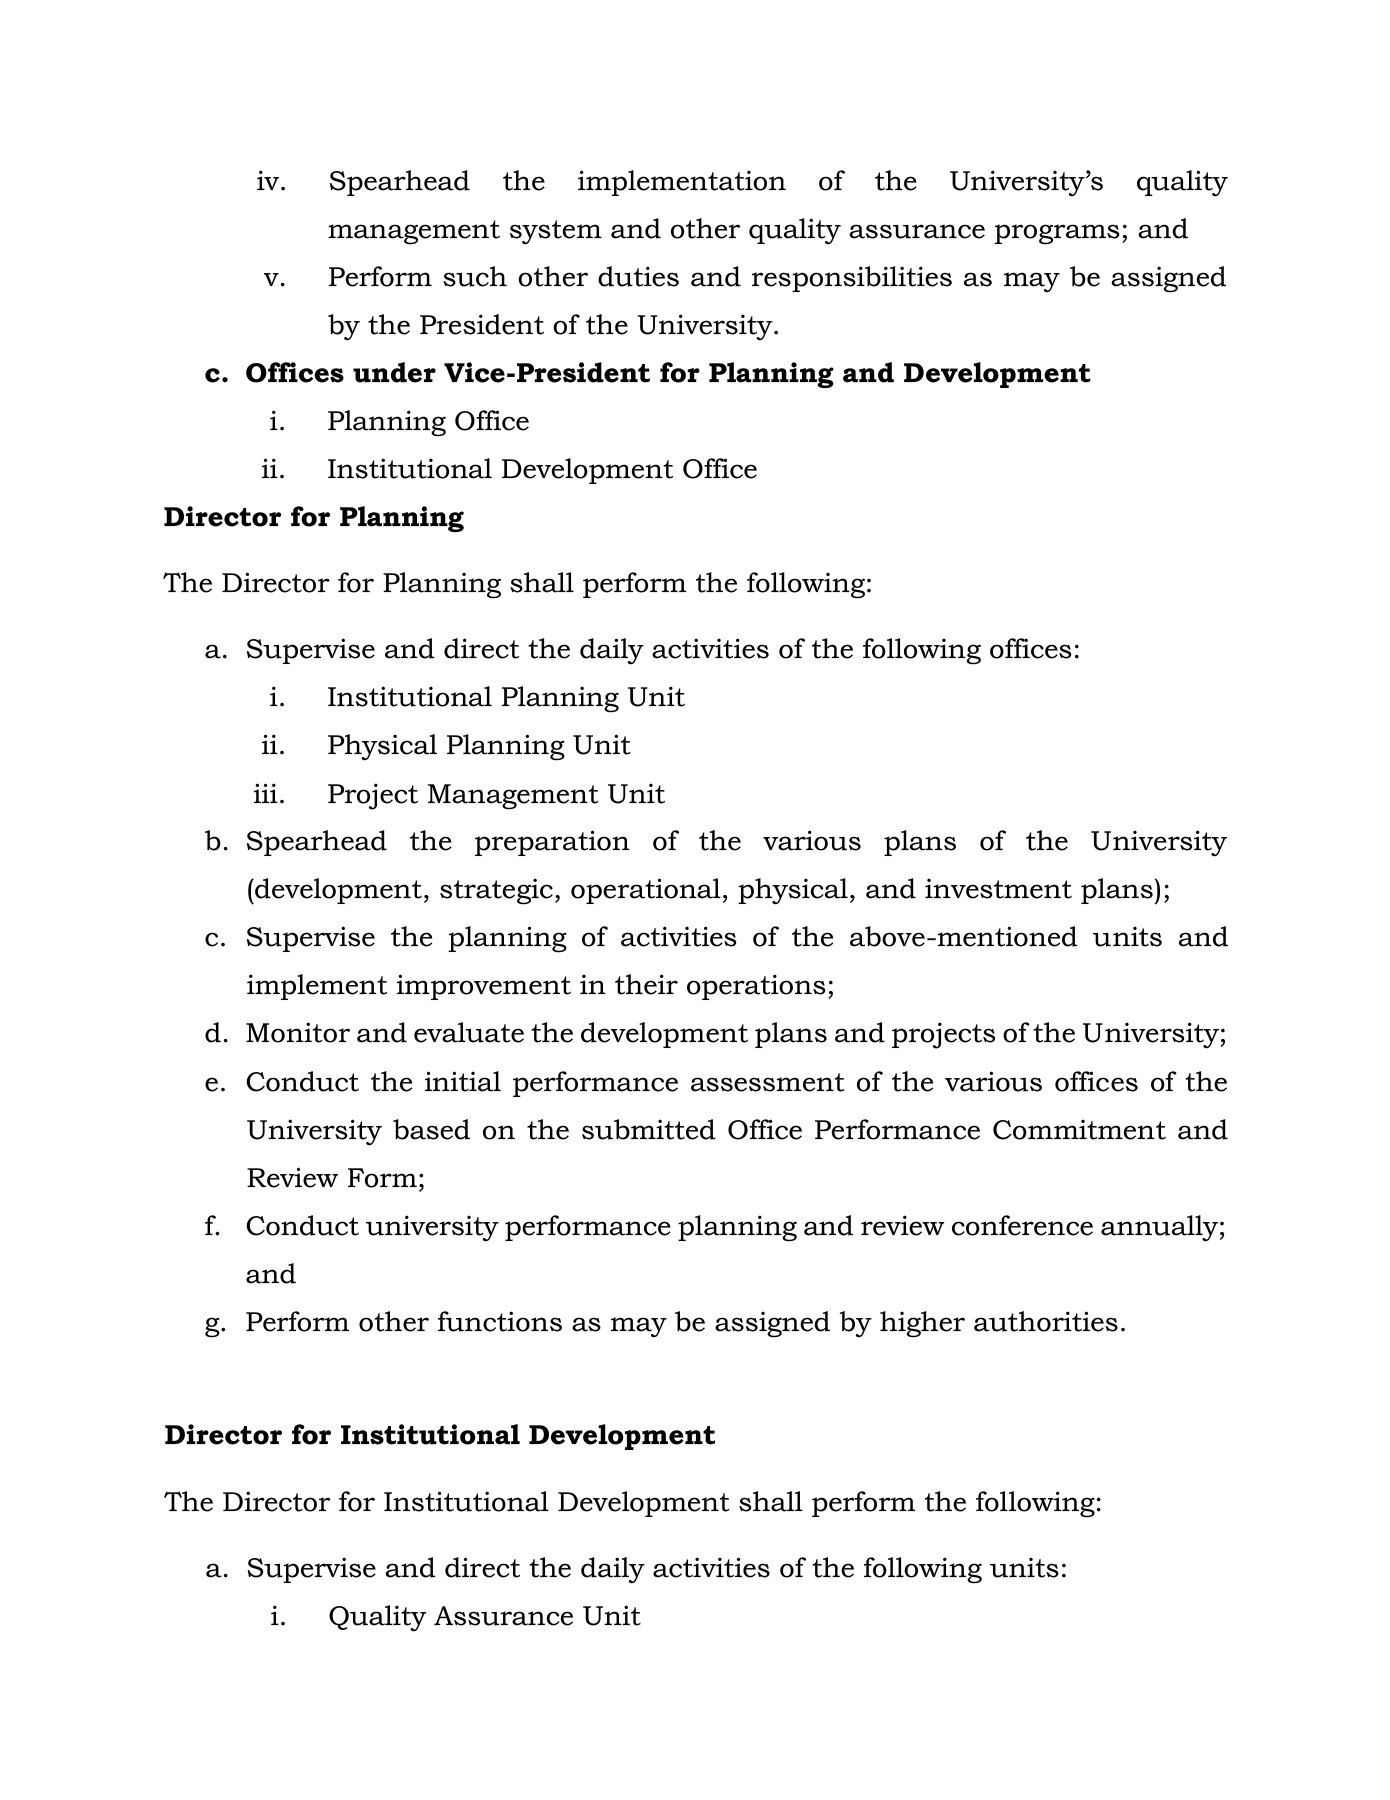 iv. Spearhead the implementation of the University’s quality
management system and other quality assurance programs; and
v. Perform such other duties and responsibilities as may be assigned
by the President of the University.
c. Offices under Vice-President for Planning and Development
i. Planning Office
ii. Institutional Development Office
Director for Planning
The Director for Planning shall perform the following:
a. Supervise and direct the daily activities of the following offices:
i. Institutional Planning Unit
ii. Physical Planning Unit
iii. Project Management Unit
b. Spearhead the preparation of the various plans of the University
(development, strategic, operational, physical, and investment plans);
c. Supervise the planning of activities of the above-mentioned units and
implement improvement in their operations;
d. Monitor and evaluate the development plans and projects of the University;
e. Conduct the initial performance assessment of the various offices of the
University based on the submitted Office Performance Commitment and
Review Form;
f. Conduct university performance planning and review conference annually;
and
g. Perform other functions as may be assigned by higher authorities.
Director for Institutional Development
The Director for Institutional Development shall perform the following:
a. Supervise and direct the daily activities of the following units:
i. Quality Assurance Unit